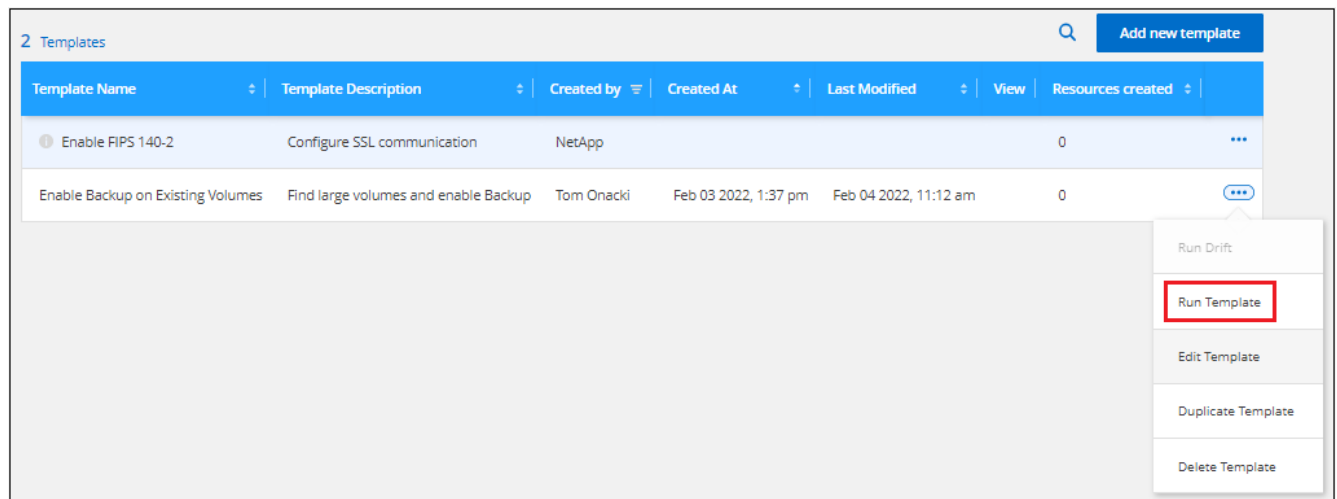 2 Templates
Add new template
Template Name Template Description Created by Created At Last Modified View Resources created
Enable FIPS 140-2 Configure SSL communication NetApp 0
Enable Backup on Existing Volumes Find large volumes and enable Backup Tom Onacki Feb 03 2022, 1:37 pm Feb 04 2022, 11:12 am 0
Run Drift
Run Template
Edit Template
Duplicate Template
Delete Template